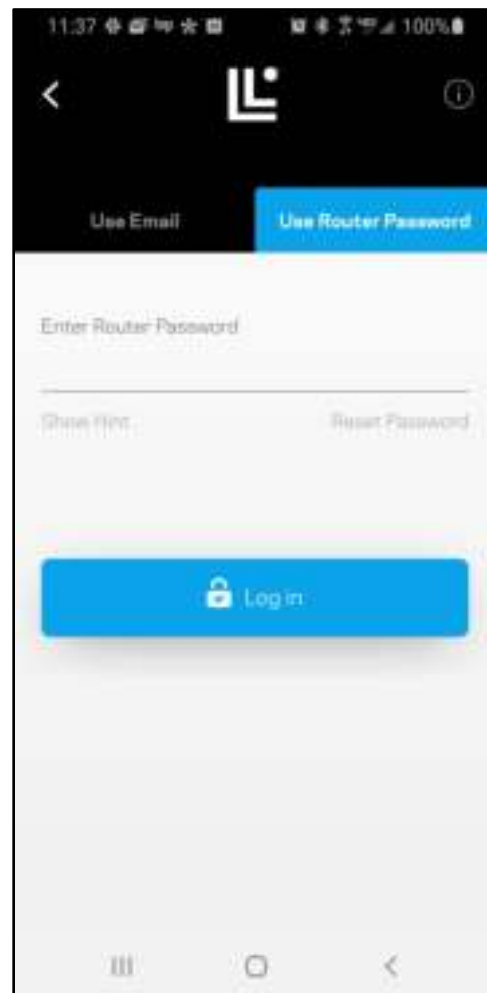 11:37
100%
Use Email
Use Router Password
Enter Router Password
Show Hint
Reset Password
Log in